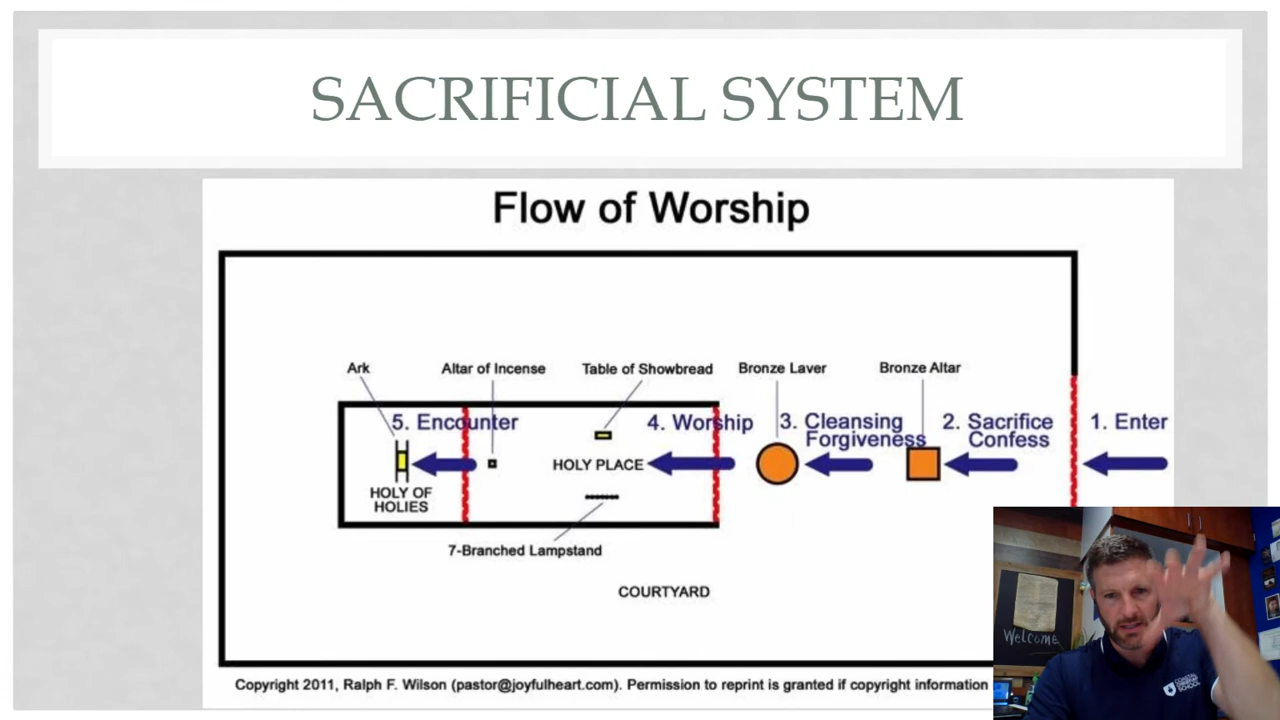 SACRIFICIAL SYSTEM
Flow of Worship
Ark
Altar of Incense
Table of Showbread
Bronze Laver
Bronze Altar
5. Encounter
4. Worship
3. Cleansing
Forgiveness
2. Sacrifice
Confess
1. Enter
HOLY PLACE
HOLY OF
HOLIES
7-Branched Lampstand
COURTYARD
Copyright 2011, Ralph F. Wilson (pastor@joyfulheart.com). Permission to reprint is granted if copyright information
Welcome
COASTAL
SCHOOL